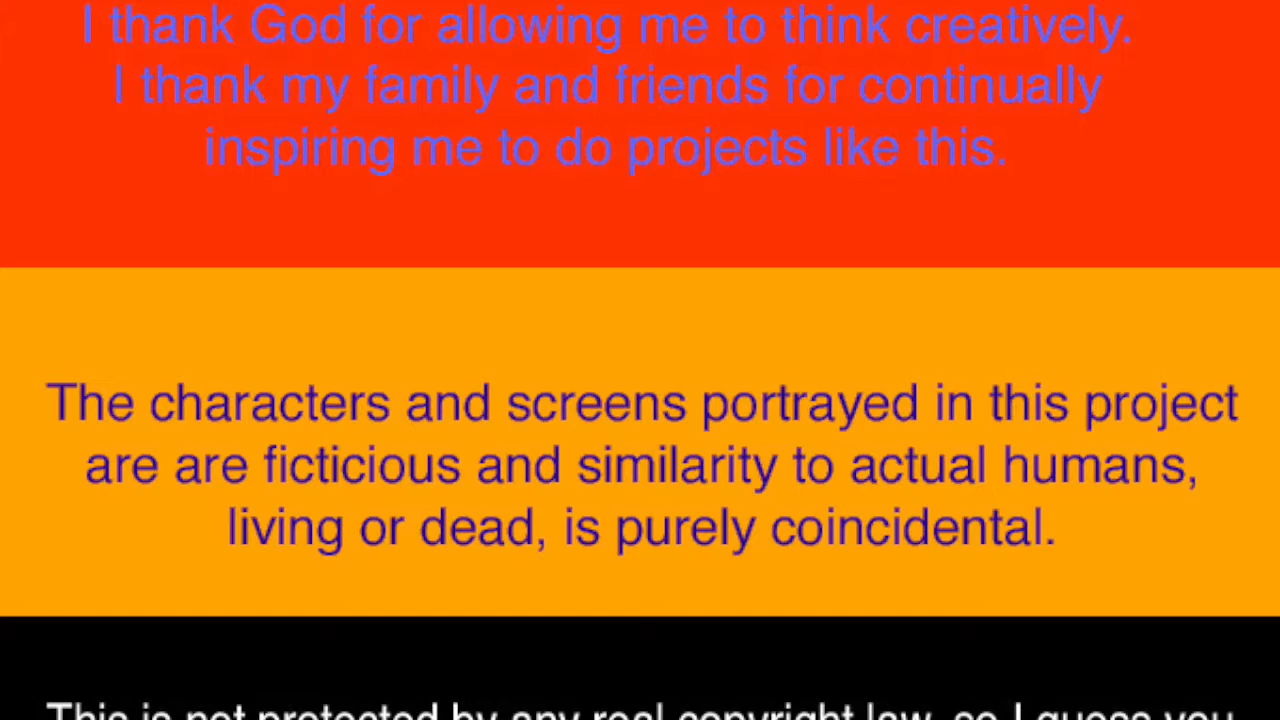 I thank God for allowing me to think creatively.
I thank my family and friends for continually
inspiring me to do projects like this.
The characters and screens portrayed in this project
are are ficticious and similarity to actual humans,
living or dead, is purely coincidental.
This is not protected by any real copyright law, so I guess you